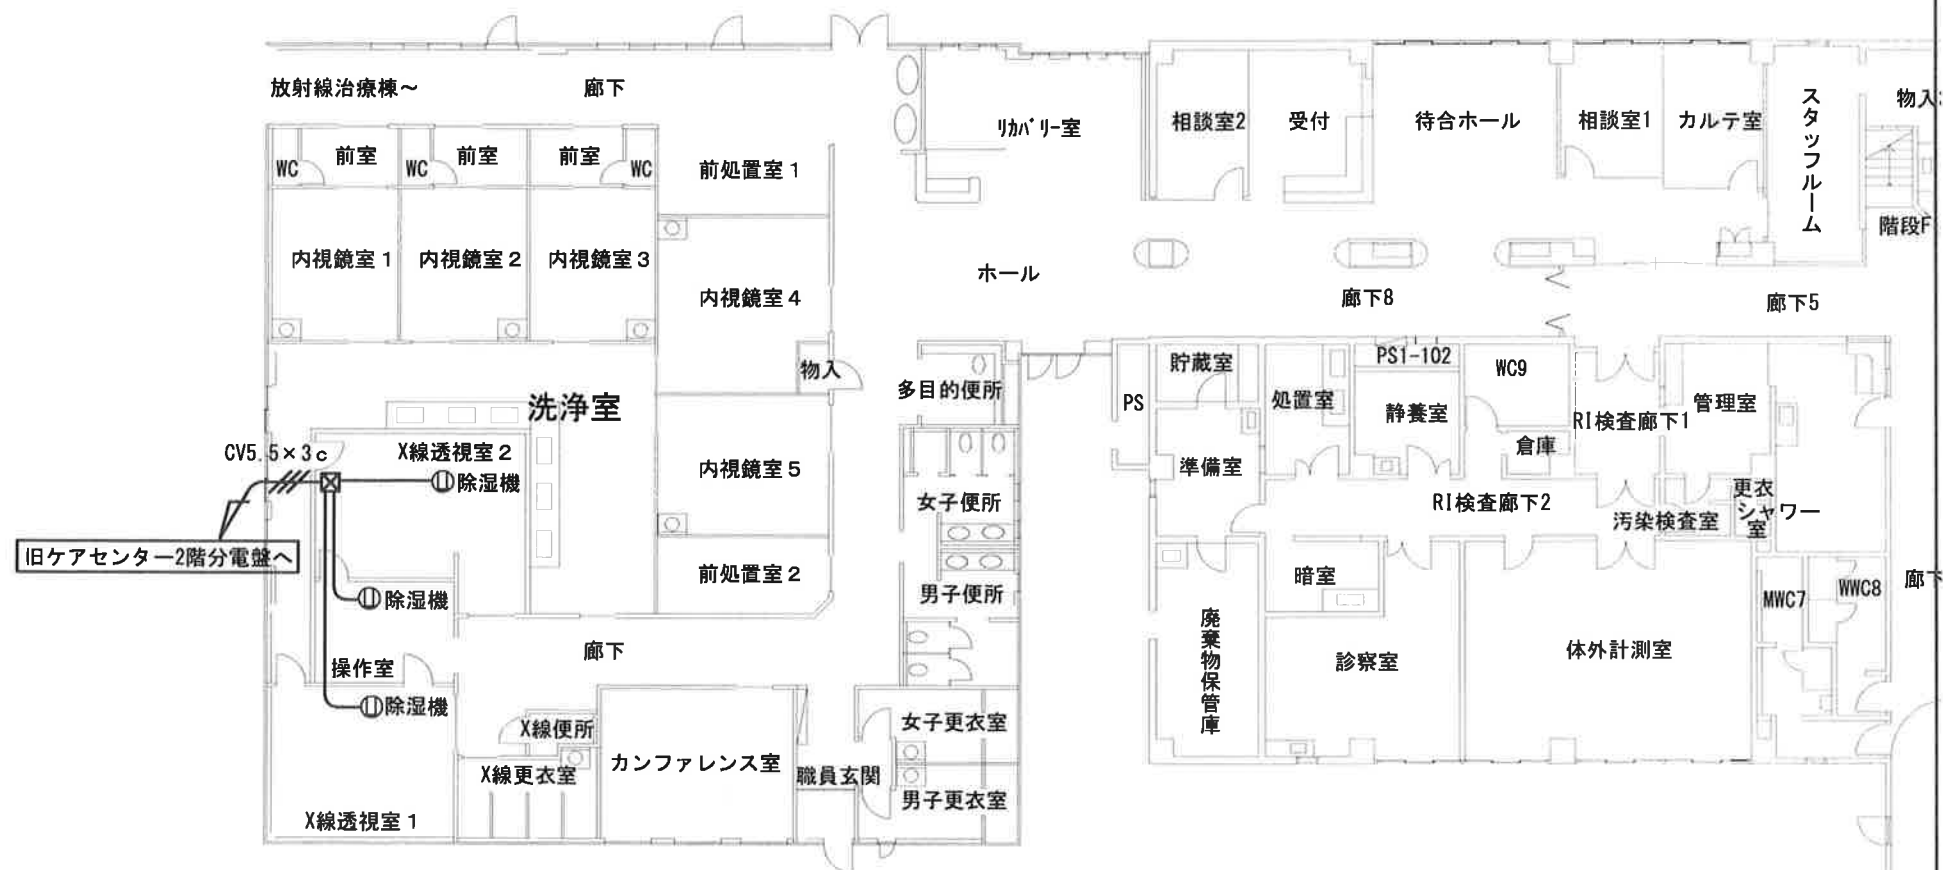 放射線治療棟～
廊下
リカバリー室
相談室2
受付
待合ホール
相談室1
カルテ室
スタッフルーム
物入
WC
前室
WC
前室
前室
WC
前処置室1
内視鏡室1
内視鏡室2
内視鏡室3
内視鏡室4
ホール
廊下8
廊下5
階段F
物入
多目的便所
PS
貯蔵室
処置室
PS1-102
静養室
WC9
倉庫
RI検査廊下1
管理室
洗浄室
CV5.5×3c
X線透視室2
除湿機
内視鏡室5
女子便所
準備室
RI検査廊下2
汚染検査室
更衣
シャワー
室
旧ケアセンター2階分電盤へ
除湿機
前処置室2
男子便所
暗室
MWC7
WWC8
廊下
操作室
廊下
廃棄物保管庫
診察室
体外計測室
除湿機
X線便所
女子更衣室
X線更衣室
カンファレンス室
職員玄関
男子更衣室
X線透視室1